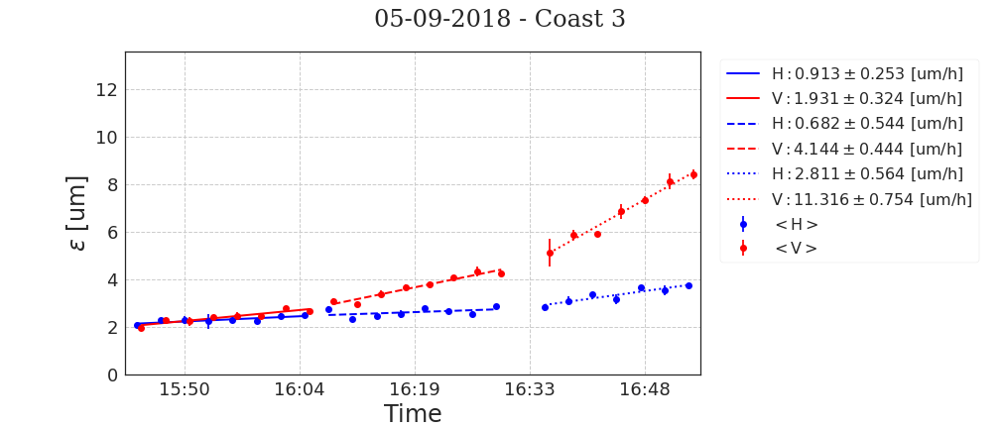 05-09-2018 - Coast 3
ε [um]
12
10
8
6
4
2
0
15:50 16:04 16:19 16:33 16:48
Time
H: 0.913 ± 0.253 [um/h]
V: 1.931 ± 0.324 [um/h]
H: 0.682 ± 0.544 [um/h]
V: 4.144 ± 0.444 [um/h]
H: 2.811 ± 0.564 [um/h]
V: 11.316 ± 0.754 [um/h]
<H>
<V>